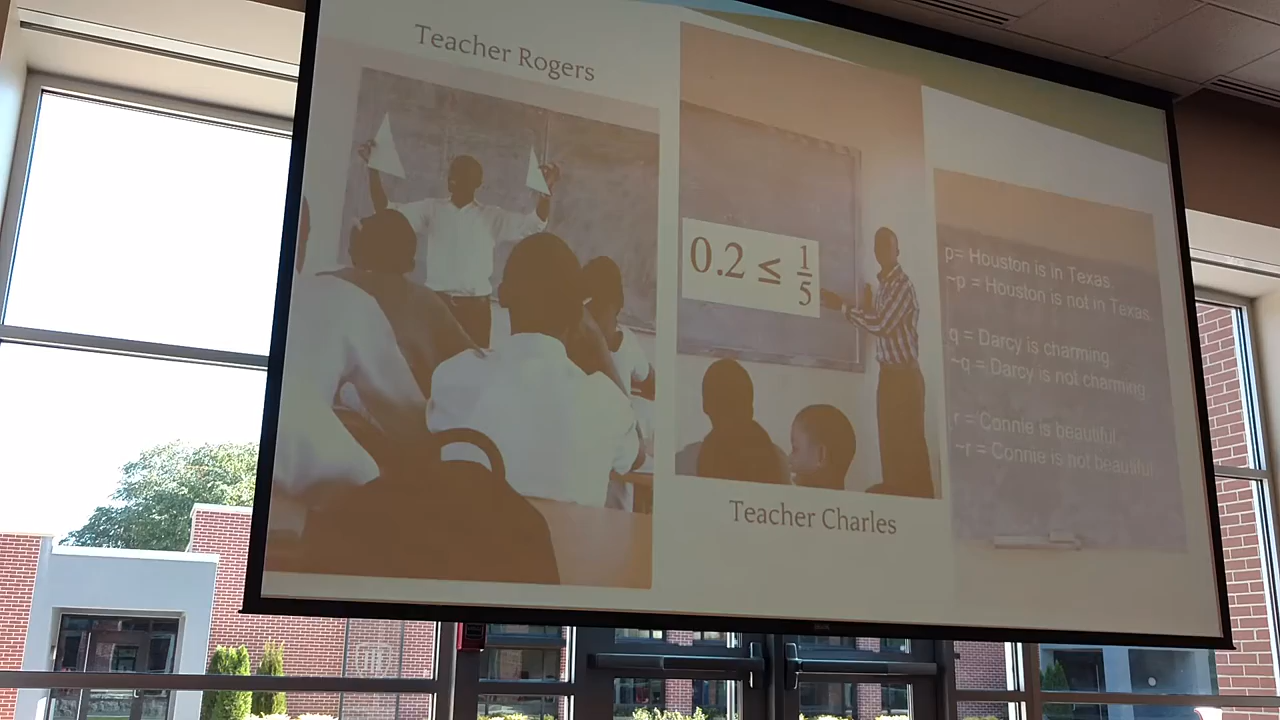 Teacher Rogers
0.2 ≤ 1/5
Teacher Charles
p= Houston is in Texas.
~p = Houston is not in Texas.
q = Darcy is charming.
~q = Darcy is not charming.
r = Connie is beautiful.
~r = Connie is not beautiful.